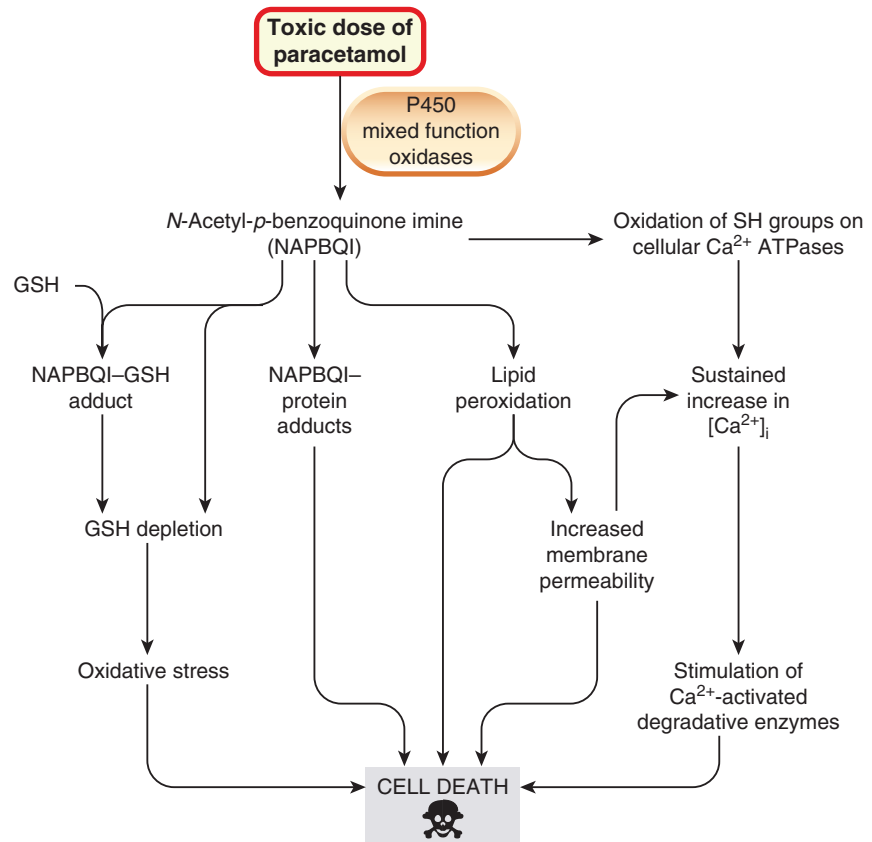 Toxic dose of
paracetamol
P450
mixed function
oxidases
N-Acetyl-p-benzoquinone imine
(NAPBQI)
Oxidation of SH groups on
cellular Ca²⁺ ATPases
GSH
NAPBQI–GSH
adduct
NAPBQI–
protein
adducts
Lipid
peroxidation
Sustained
increase in
[Ca²⁺]ᵢ
GSH depletion
Increased
membrane
permeability
Oxidative stress
Stimulation of
Ca²⁺-activated
degradative enzymes
CELL DEATH